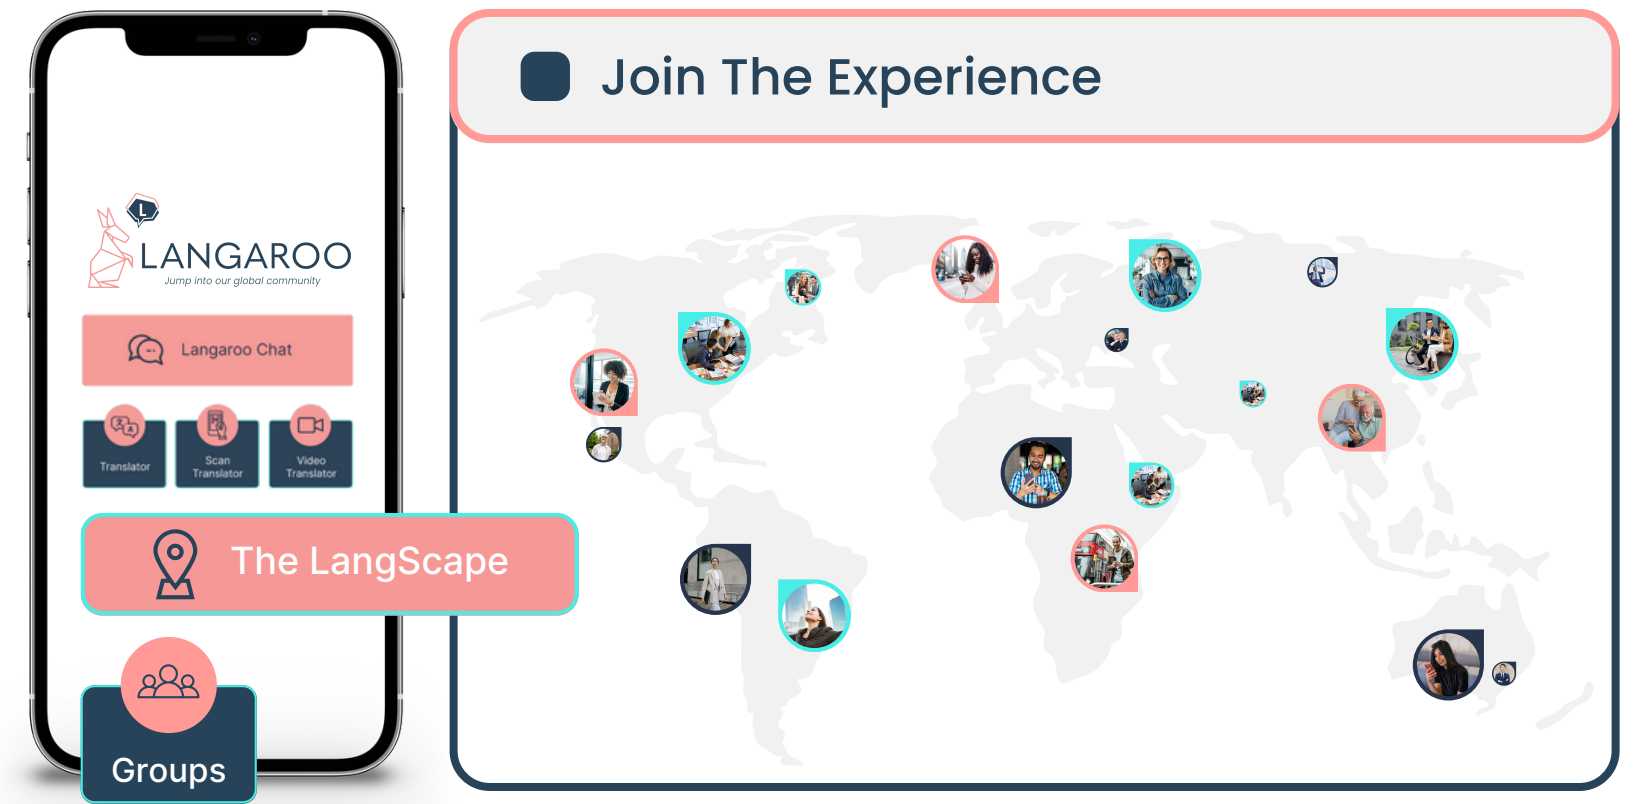 L
LANGAROO
Jump into our global community
Langaroo Chat
Translator
Scan
Translator
Video
Translator
The LangScape
Groups
Join The Experience